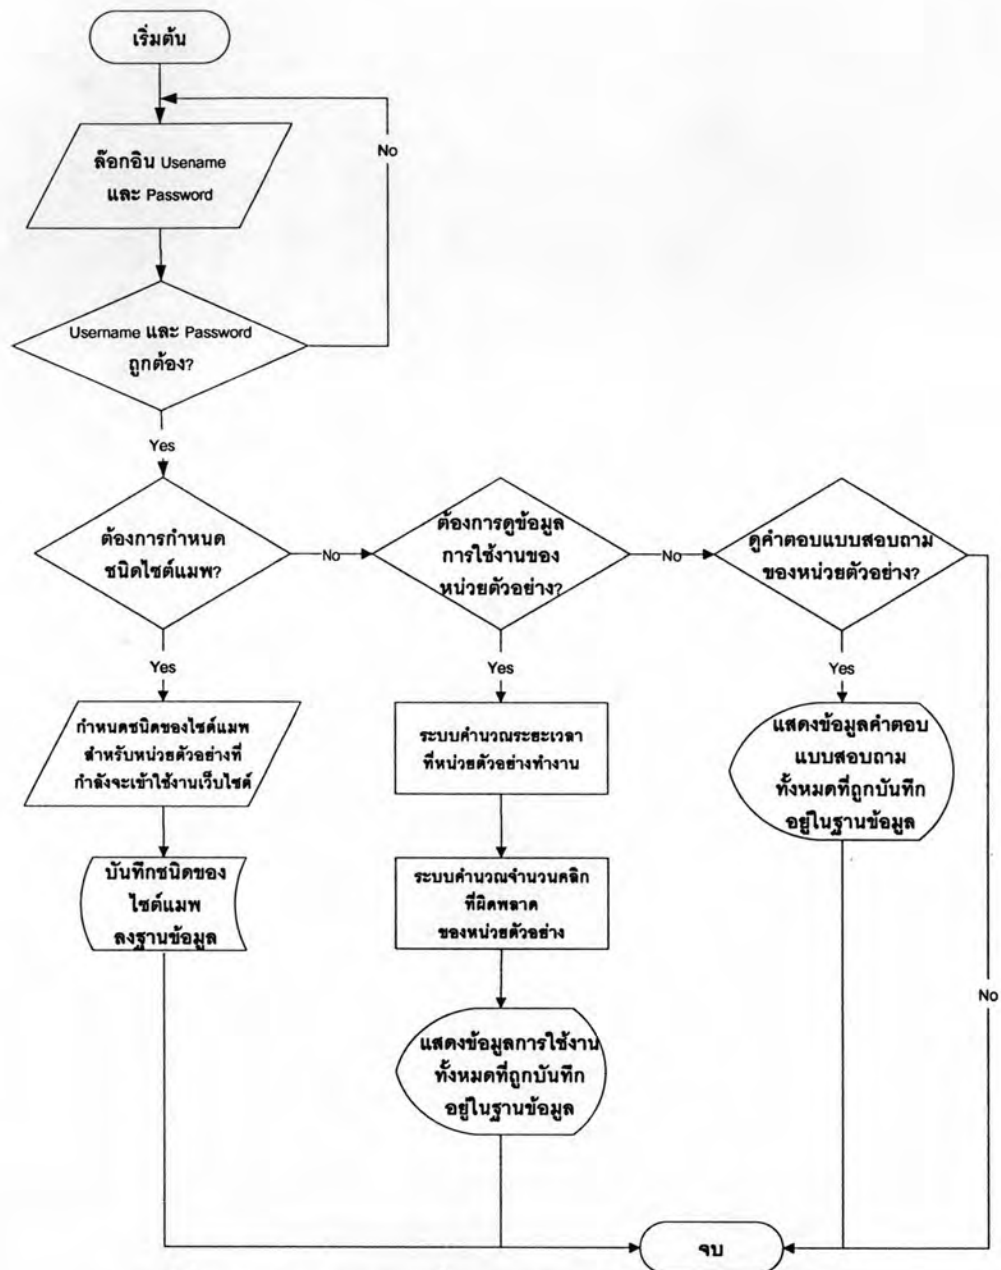 เริ่มต้น
No
ล๊อกอิน Usename
และ Password
Username และ Password
ถูกต้อง?
Yes
ต้องการกำหนด
ชนิดไซต์แมพ?
No
ต้องการดูข้อมูล
การใช้งานของ
หน่วยตัวอย่าง?
No
ดูคำตอบแบบสอบถาม
ของหน่วยตัวอย่าง?
Yes
Yes
Yes
กำหนดชนิดของไซต์แมพ
สำหรับหน่วยตัวอย่างที่
กำลังจะเข้าใช้งานเว็บไซต์
ระบบคำนวณระยะเวลา
ที่หน่วยตัวอย่างทำงาน
แสดงข้อมูลคำตอบ
แบบสอบถาม
ทั้งหมดที่ถูกบันทึก
อยู่ในฐานข้อมูล
บันทึกชนิดของ
ไซต์แมพ
ลงฐานข้อมูล
ระบบคำนวณจำนวนคลิก
ที่ผิดพลาด
ของหน่วยตัวอย่าง
No
แสดงข้อมูลการใช้งาน
ทั้งหมดที่ถูกบันทึก
อยู่ในฐานข้อมูล
จบ